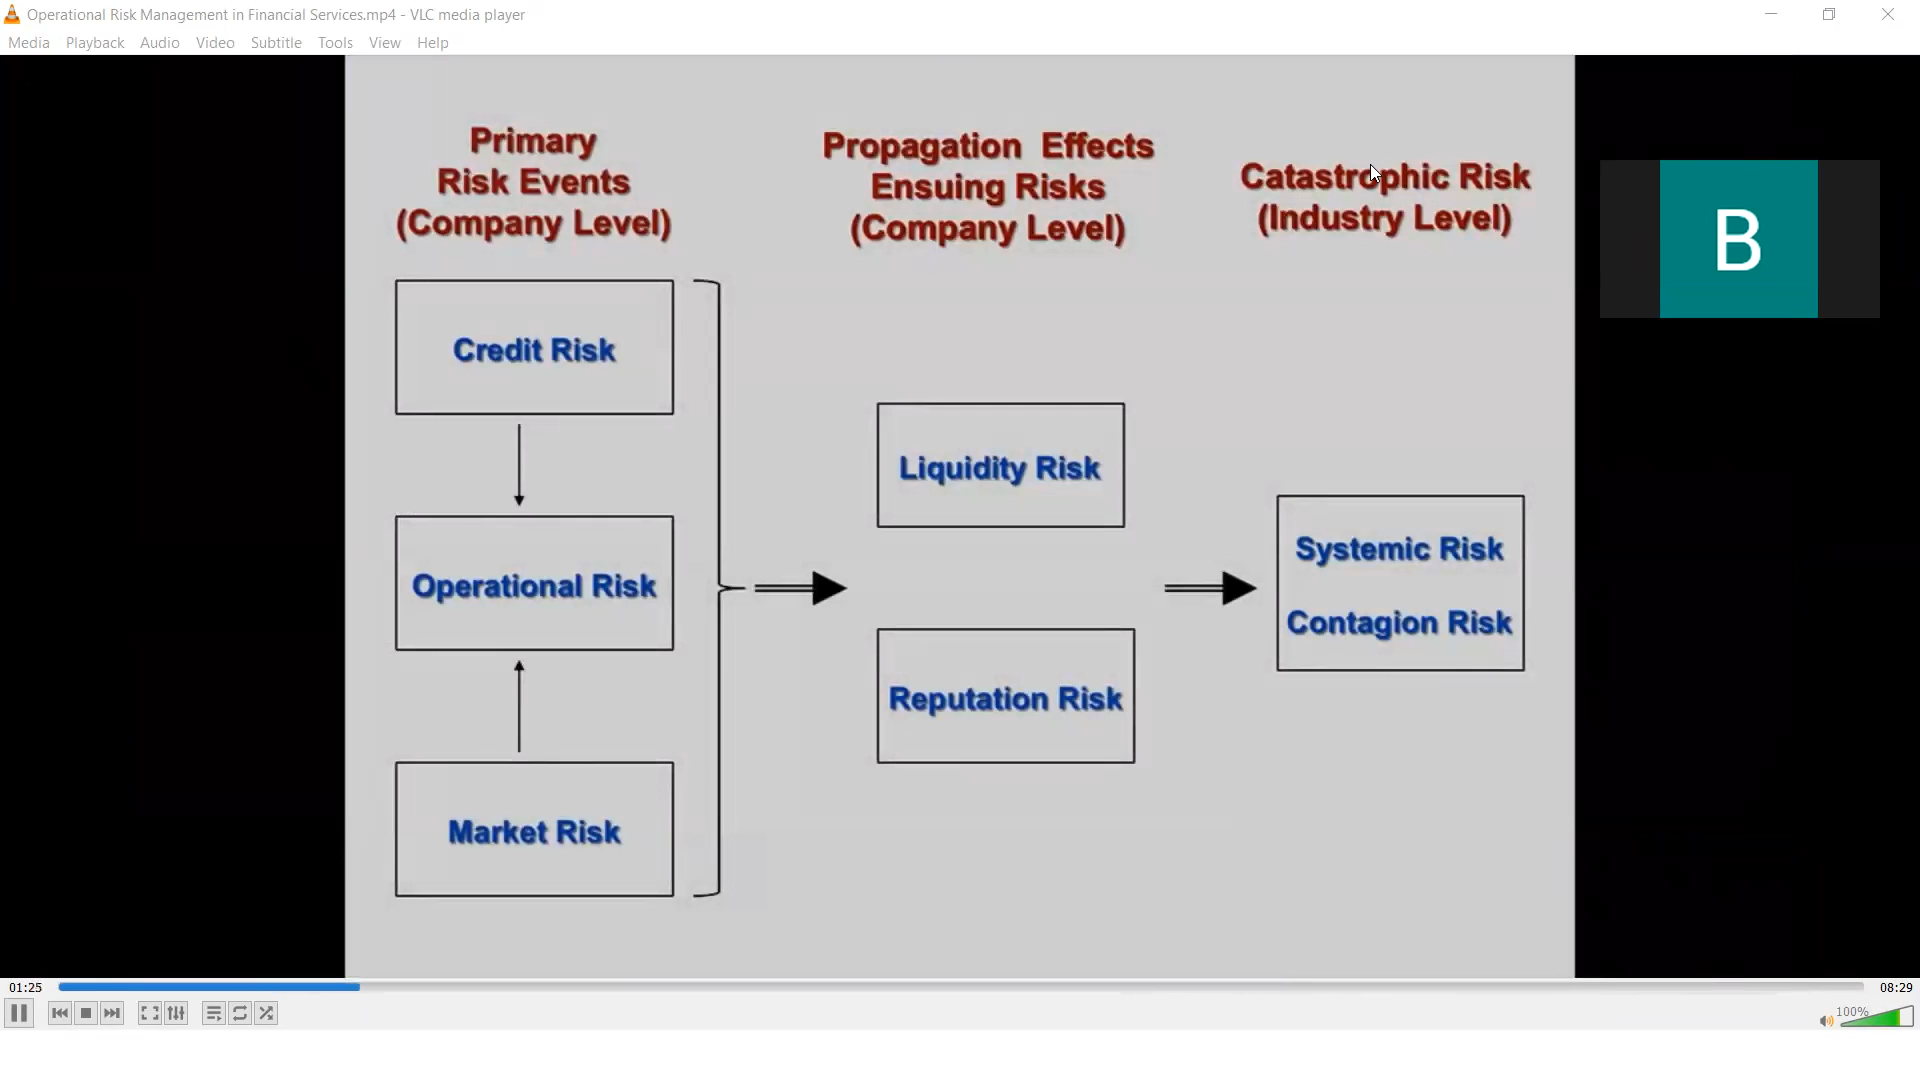 Operational Risk Management in Financial Services.mp4 - VLC media player
Media Playback Audio Video Subtitle Tools View Help
Primary
Risk Events
(Company Level)
Propagation Effects
Ensuing Risks
(Company Level)
Catastrophic Risk
(Industry Level)
B
Credit Risk
Operational Risk
Market Risk
Liquidity Risk
Reputation Risk
Systemic Risk
Contagion Risk
01:25
08:29
100%